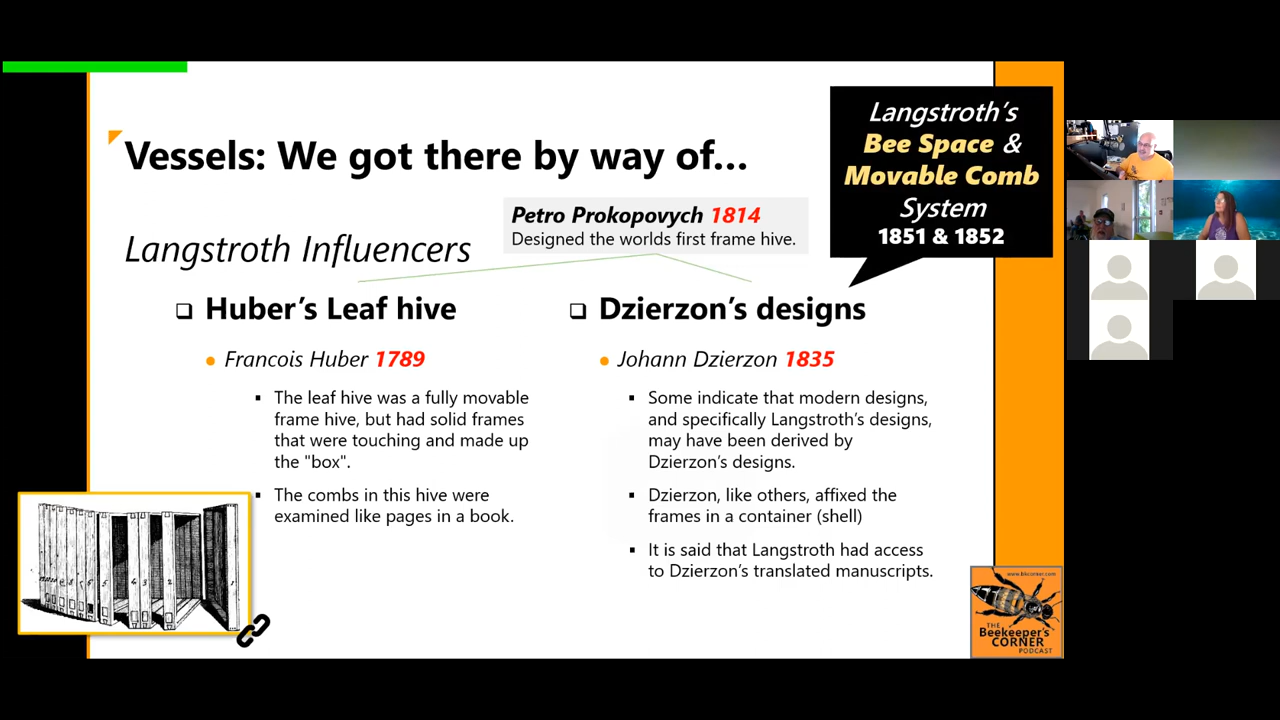 Vessels: We got there by way of...
Langstroth's
Bee Space &
Movable Comb
System
1851 & 1852
Petro Prokopovych 1814
Designed the worlds first frame hive.
Langstroth Influencers
Huber's Leaf hive
Francois Huber 1789
The leaf hive was a fully movable
frame hive, but had solid frames
that were touching and made up
the "box".
The combs in this hive were
examined like pages in a book.
Dzierzon's designs
Johann Dzierzon 1835
Some indicate that modern designs,
and specifically Langstroth's designs,
may have been derived by
Dzierzon's designs.
Dzierzon, like others, affixed the
frames in a container (shell)
It is said that Langstroth had access
to Dzierzon's translated manuscripts.
www.bkcorner.com
THE
Beekeeper's
CORNER
PODCAST